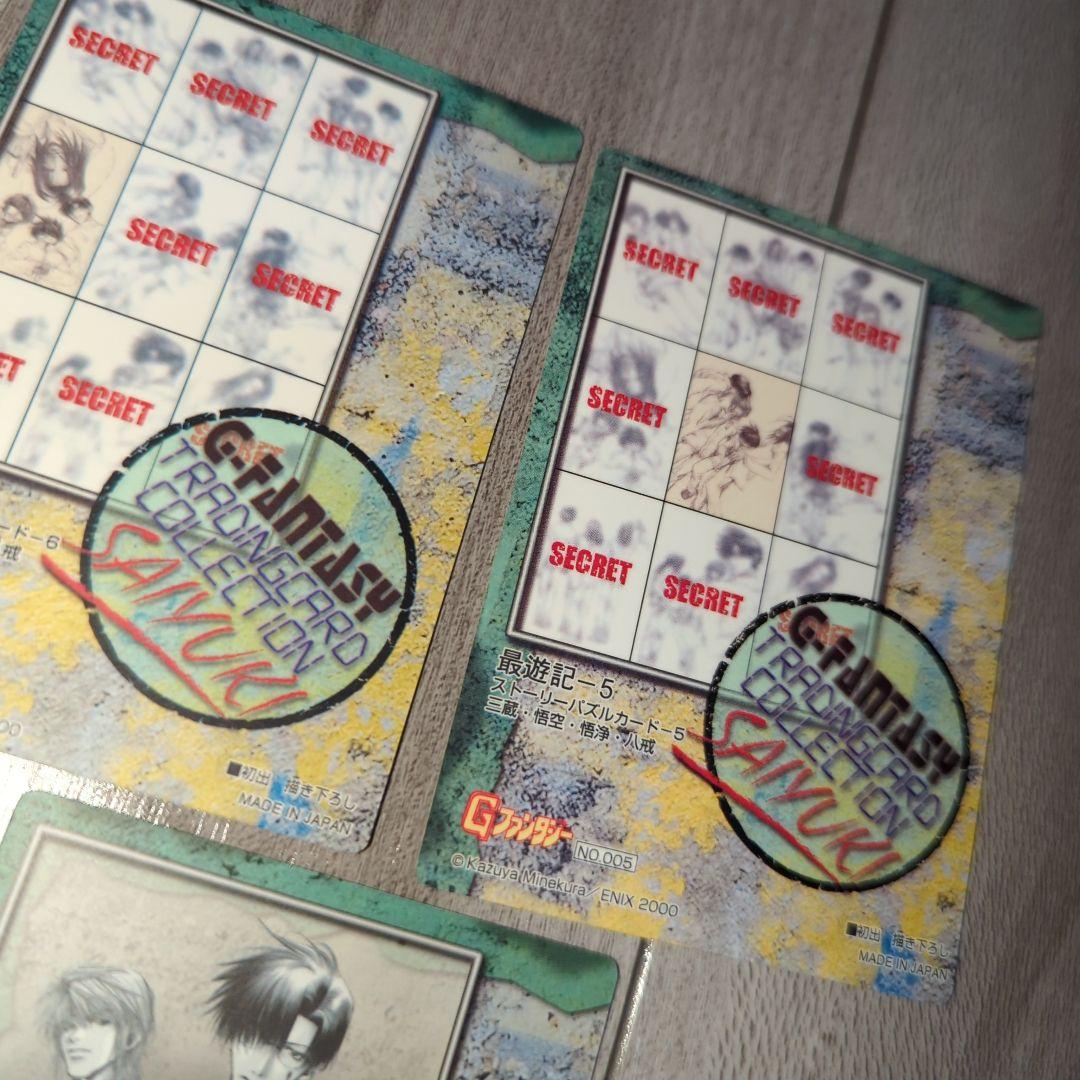 SECRET
SECRET
SECRET
SECRET
SECRET
SECRET
G-FANTASY
TRADINGCARD
COLLECTION
SAIYUKI
ード-6
八戒
■初出 描き下ろし
MADE IN JAPAN
SECRET
SECRET
SECRET
SECRET
SECRET
SECRET
SECRET
最遊記-5
ストーリーパズルカード-5
三蔵・悟空・悟浄・八戒
G-FANTASY
TRADINGCARD
COLLECTION
SAIYUKI
Gファンタジー
NO.005
©Kazuya Minekura/ENIX 2000
■初出 描き下ろし
MADE IN JAPAN